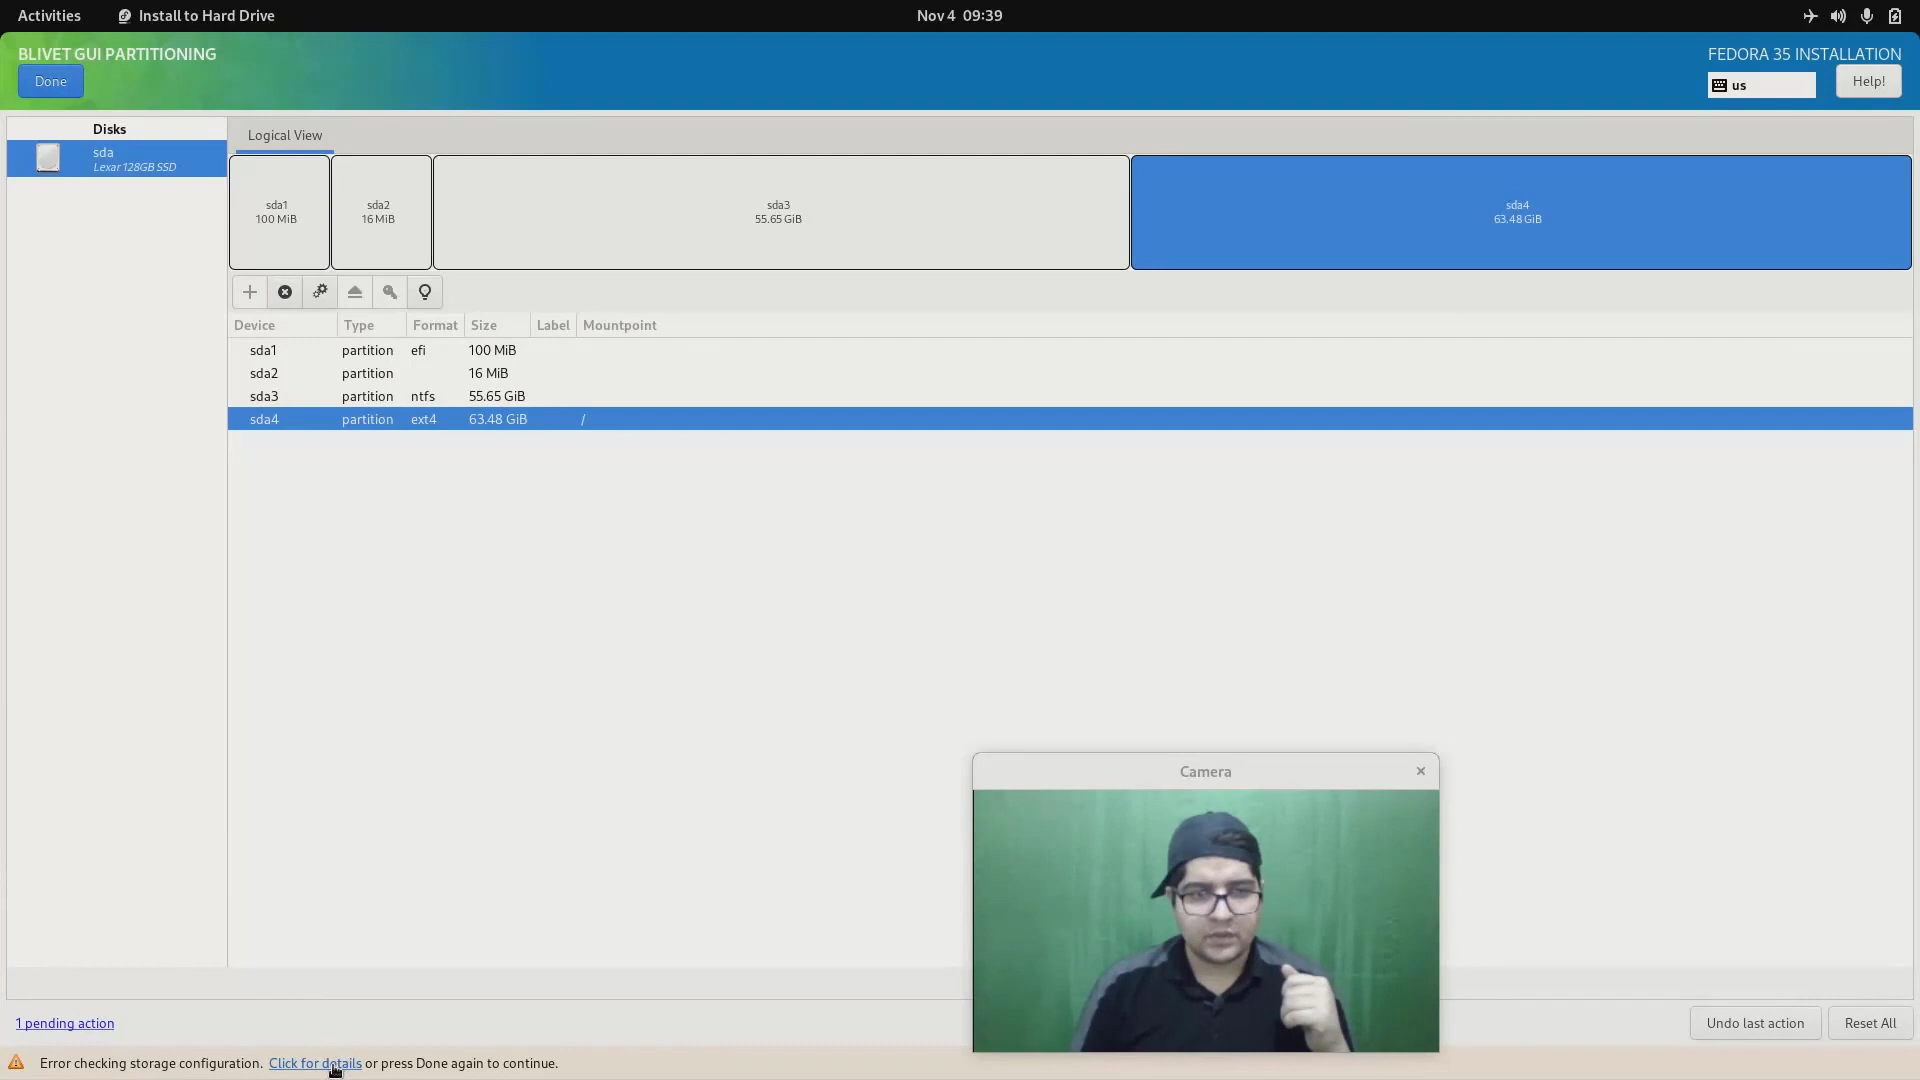 Activities Install to Hard Drive Nov 4 09:39
BLIVET GUI PARTITIONING FEDORA 35 INSTALLATION
Done us Help!
Disks Logical View
sda
Lexar 128GB SSD
sda1 sda2 sda3 sda4
100 MiB 16 MiB 55.65 GiB 63.48 GiB
Device Type Format Size Label Mountpoint
sda1 partition efi 100 MiB
sda2 partition 16 MiB
sda3 partition ntfs 55.65 GiB
sda4 partition ext4 63.48 GiB /
Camera
1 pending action Undo last action Reset All
Error checking storage configuration. Click for details or press Done again to continue.